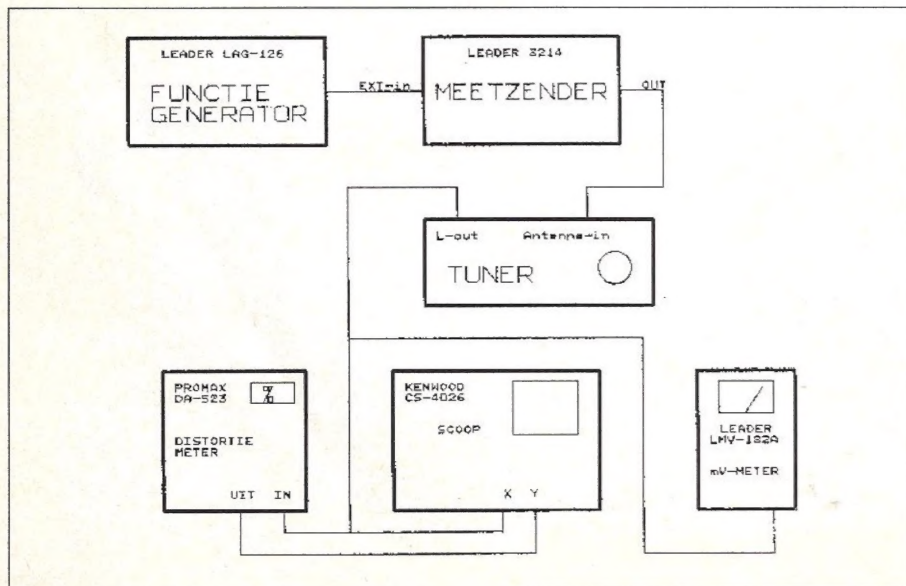 LEADER LAG-126
FUNCTIE
GENERATOR
EXT-in
LEADER 3214
MEETZENDER
OUT
L-out Antenne-in
TUNER
PROMAX
DA-523
%
DISTORTIE
METER
UIT IN
KENWOOD
CS-4026
SCOOP
X Y
LEADER
LMV-182A
mV-METER